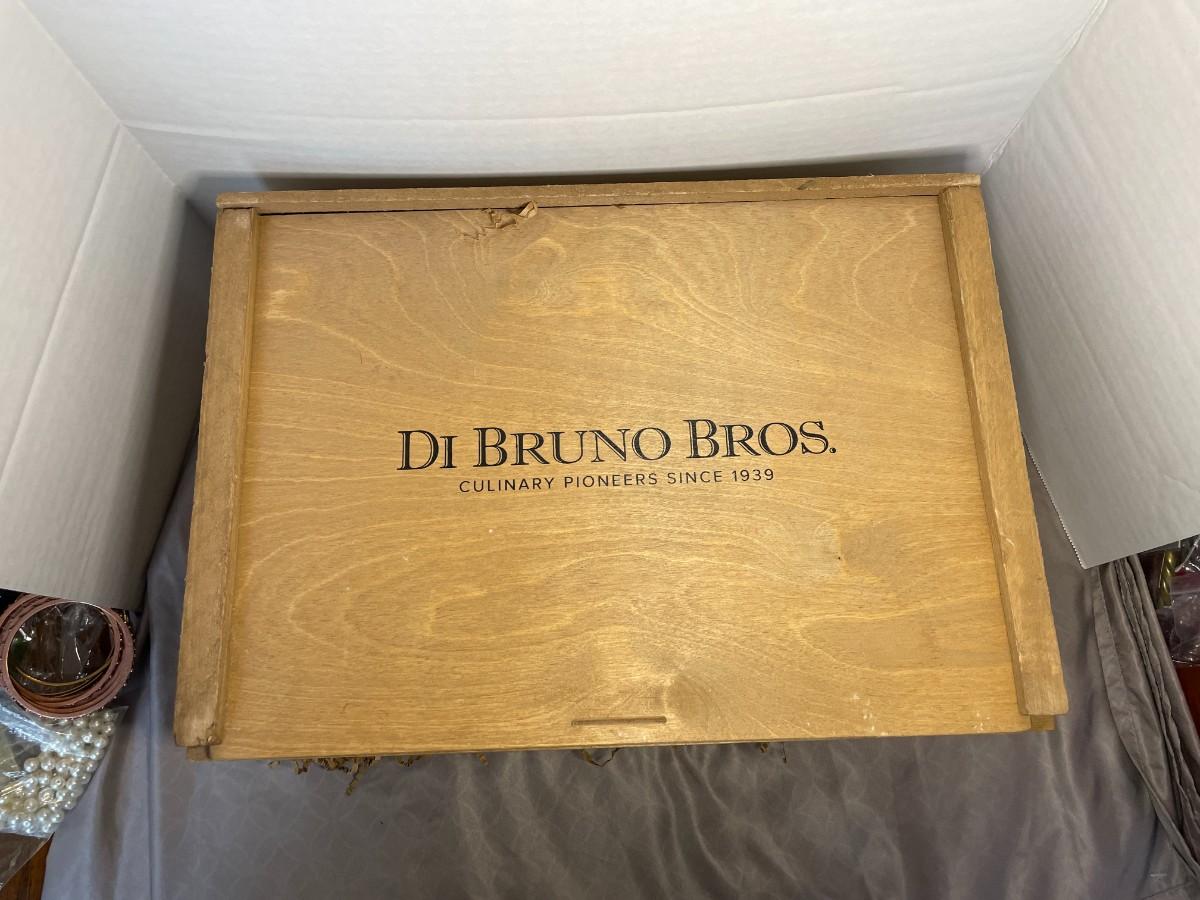 DI BRUNO BROS.
CULINARY PIONEERS SINCE 1939